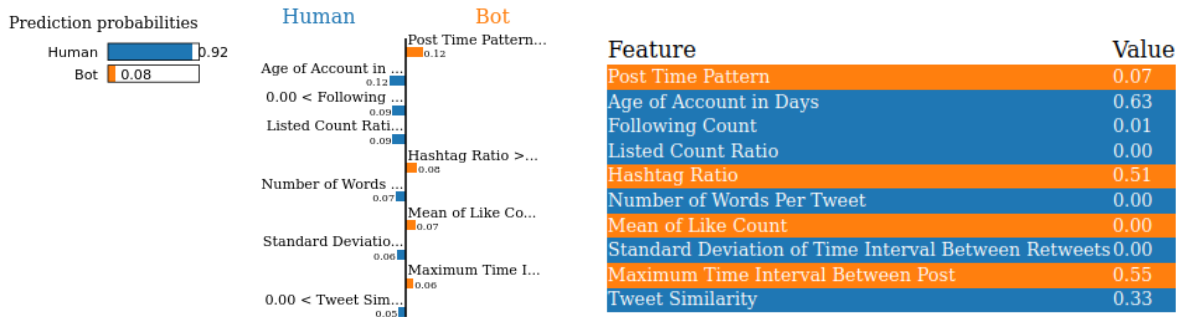 Prediction probabilities
Human 0.92
Bot 0.08
Human Bot
Post Time Pattern...
0.12
Age of Account in ...
0.12
0.00 < Following ...
0.09
Listed Count Rati...
0.09
Hashtag Ratio >...
0.08
Number of Words ...
0.07
Mean of Like Co...
0.07
Standard Deviatio...
0.06
Maximum Time I...
0.06
0.00 < Tweet Sim...
0.05
Feature Value
Post Time Pattern 0.07
Age of Account in Days 0.63
Following Count 0.01
Listed Count Ratio 0.00
Hashtag Ratio 0.51
Number of Words Per Tweet 0.00
Mean of Like Count 0.00
Standard Deviation of Time Interval Between Retweets 0.00
Maximum Time Interval Between Post 0.55
Tweet Similarity 0.33